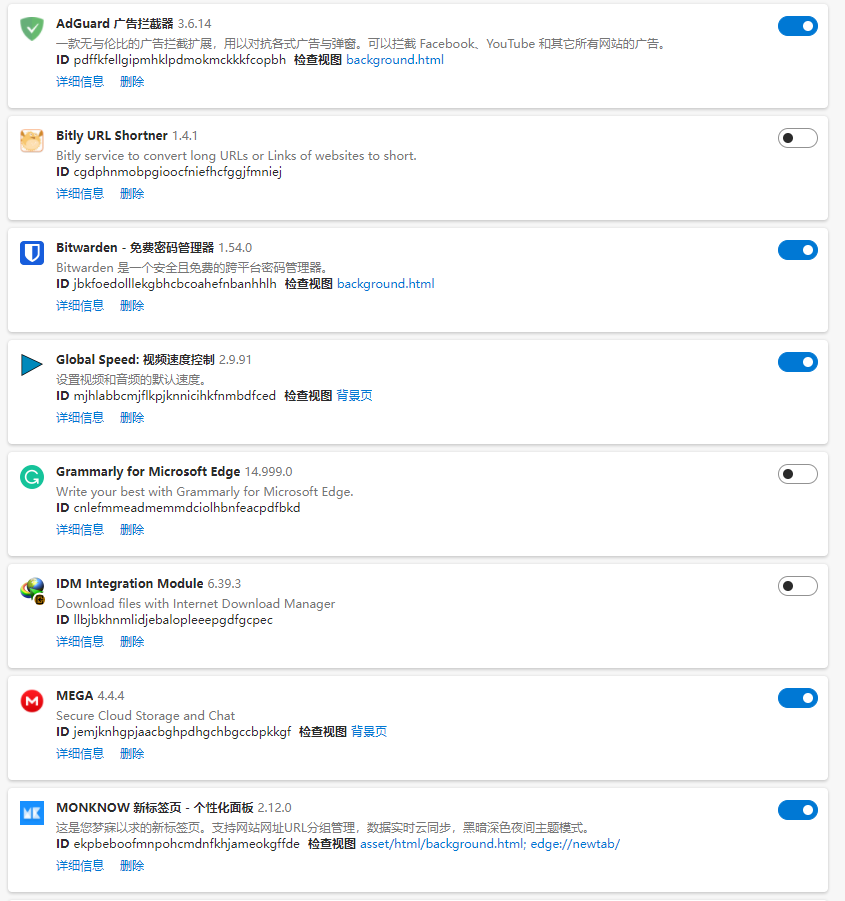 AdGuard 广告拦截器 3.6.14
一款无与伦比的广告拦截扩展，用以对抗各式广告与弹窗。可以拦截 Facebook、YouTube 和其它所有网站的广告。
ID pdffkfellgipmhklpdmokmckkkfcopbh 检查视图 background.html
详细信息 删除
Bitly URL Shortner 1.4.1
Bitly service to convert long URLs or Links of websites to short.
ID cgdphnmobpgioocfniefhcfggjfmniej
详细信息 删除
Bitwarden - 免费密码管理器 1.54.0
Bitwarden 是一个安全且免费的跨平台密码管理器。
ID jbkfoedolllekgbhcbcoahefnbanhhlh 检查视图 background.html
详细信息 删除
Global Speed: 视频速度控制 2.9.91
设置视频和音频的默认速度。
ID mjhlabbcmjflkpjknnicihkfnmbdfced 检查视图 背景页
详细信息 删除
Grammarly for Microsoft Edge 14.999.0
Write your best with Grammarly for Microsoft Edge.
ID cnlefmmeadmemmdciolhbnfeacpdfbkd
详细信息 删除
IDM Integration Module 6.39.3
Download files with Internet Download Manager
ID llbjbkhnmlidjebalopleeepgdfgcpec
详细信息 删除
MEGA 4.4.4
Secure Cloud Storage and Chat
ID jemjknhgpjaacbghpdhgchbgccbpkkgf 检查视图 背景页
详细信息 删除
MONKNOW 新标签页 - 个性化面板 2.12.0
这是您梦寐以求的新标签页。支持网站网址URL分组管理，数据实时云同步，黑暗深色夜间主题模式。
ID ekpbeboofmnpohcmdnfkhjameokgffde 检查视图 asset/html/background.html; edge://newtab/
详细信息 删除